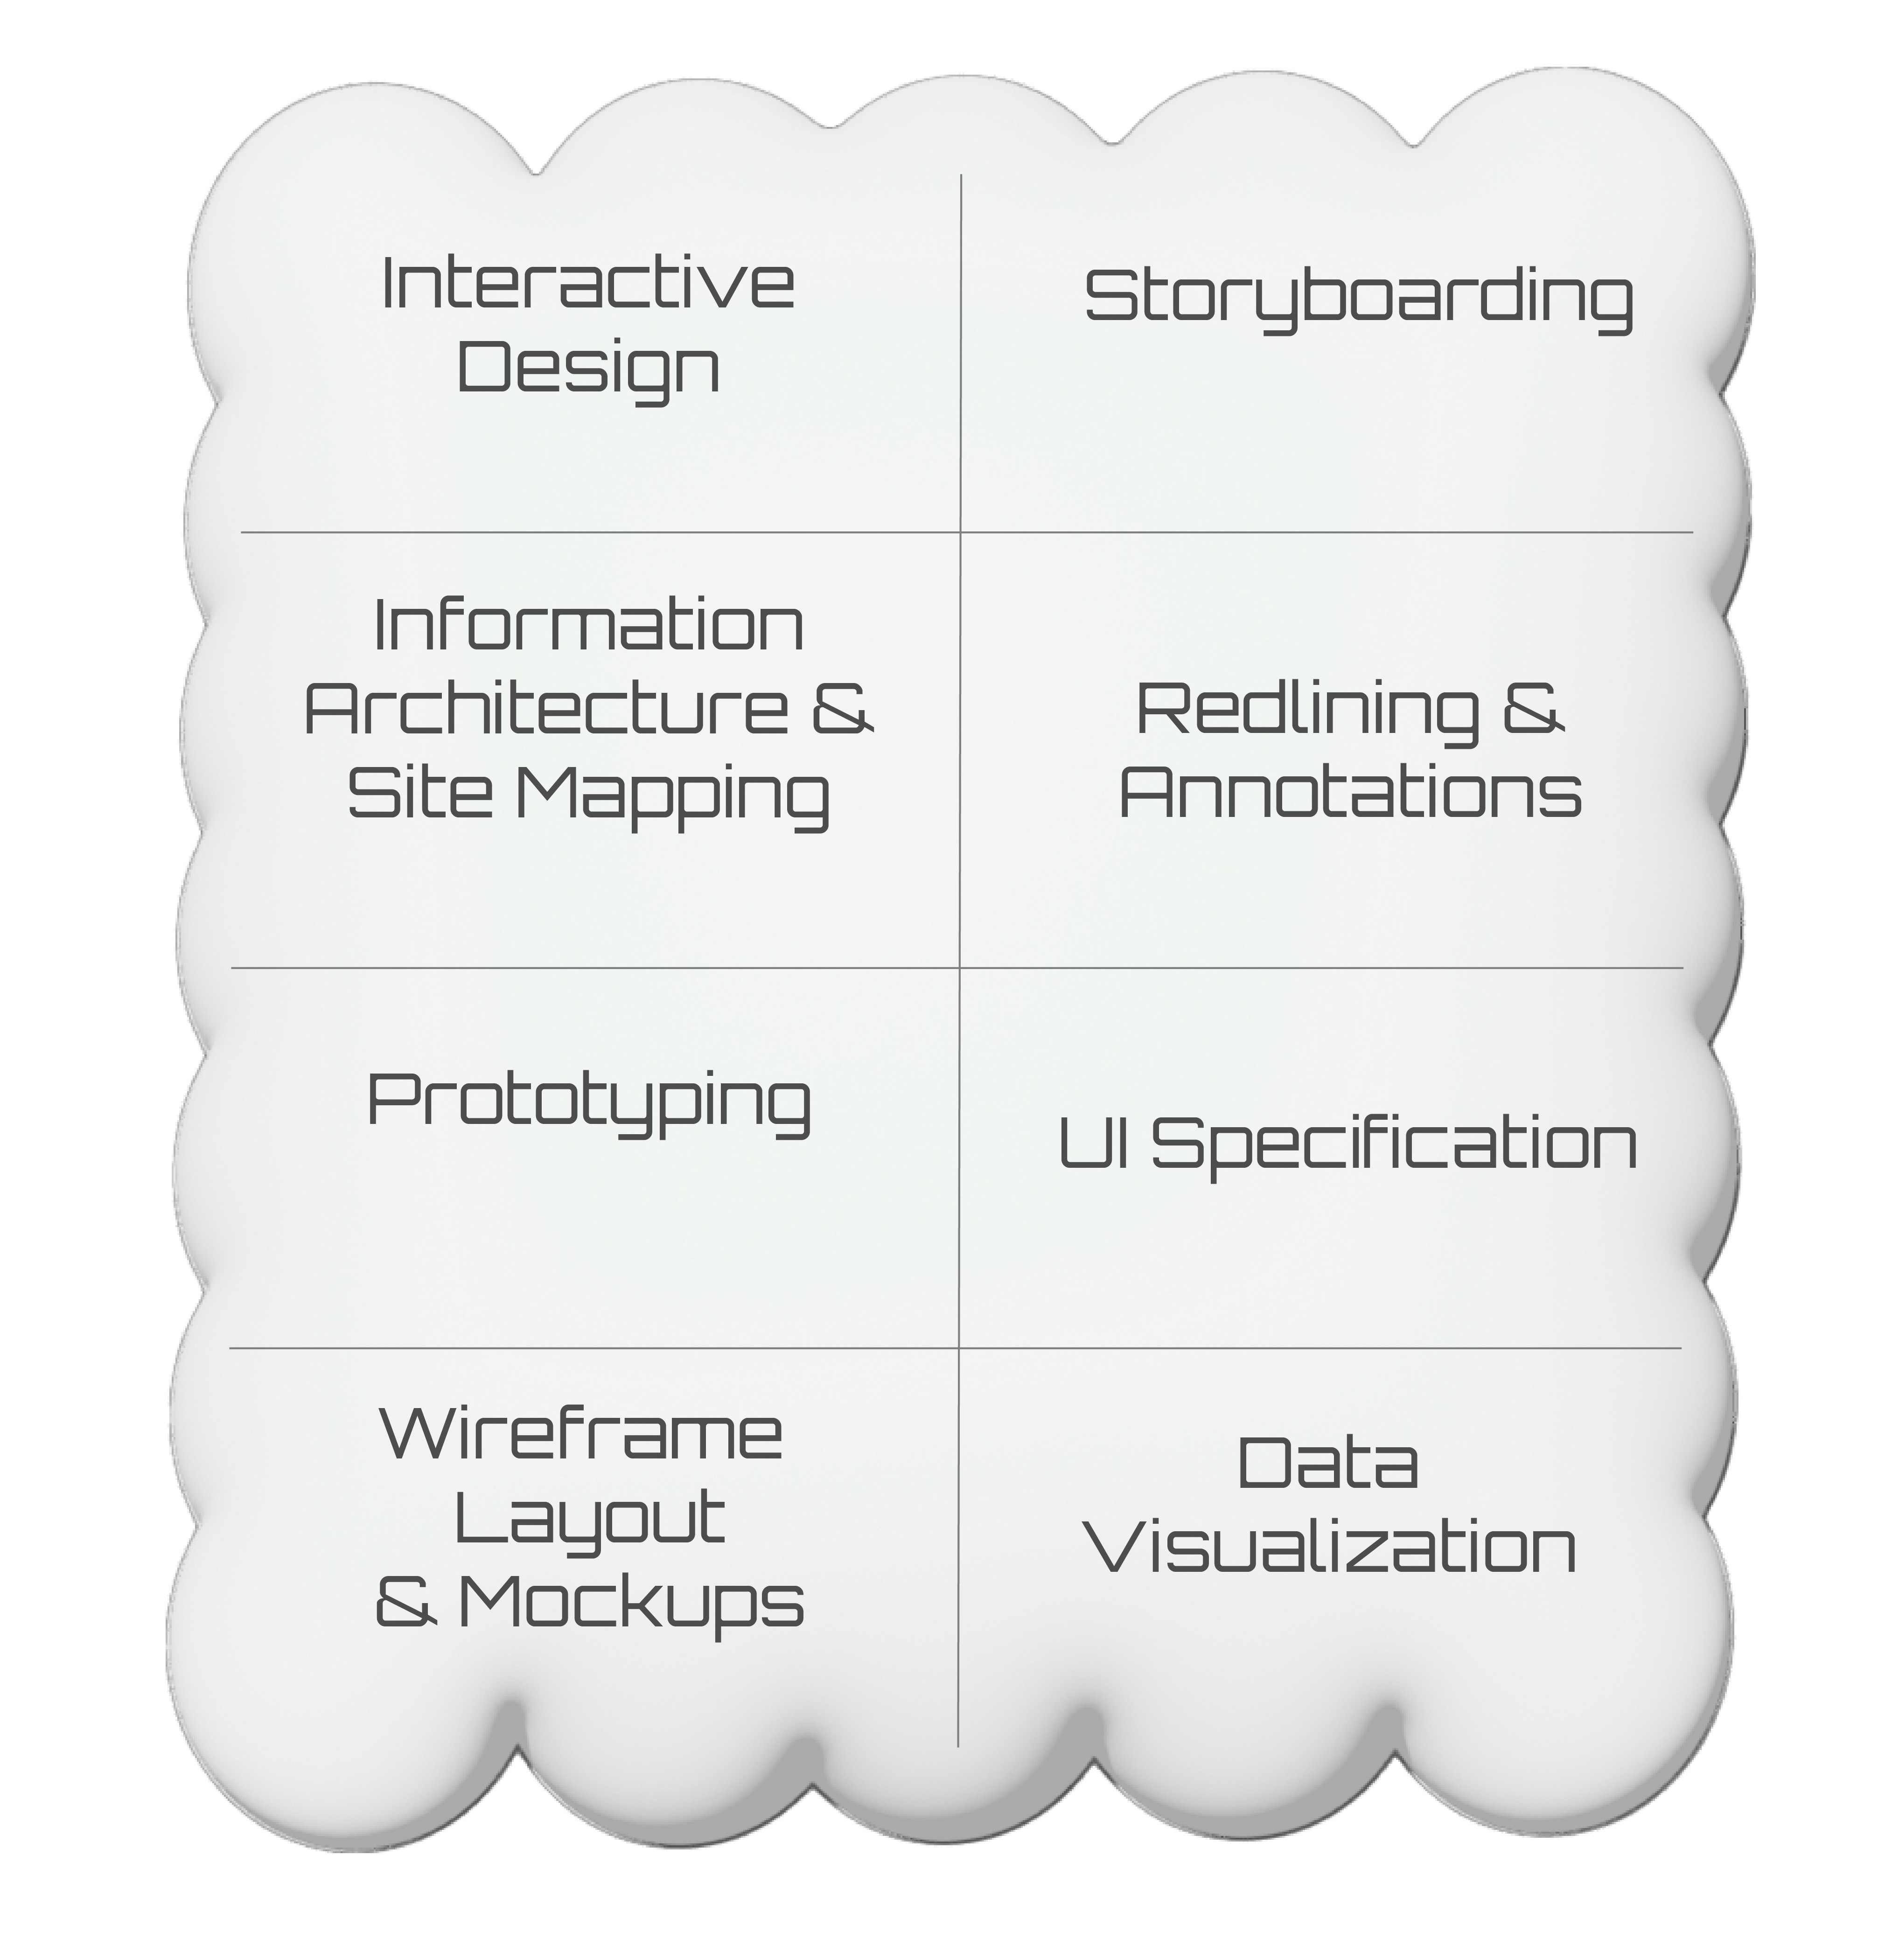 Interactive
Design
Storyboarding
Information
Architecture &
Site Mapping
Redlining &
Annotations
Prototyping
UI Specification
Wireframe
Layout
& Mockups
Data
Visualization